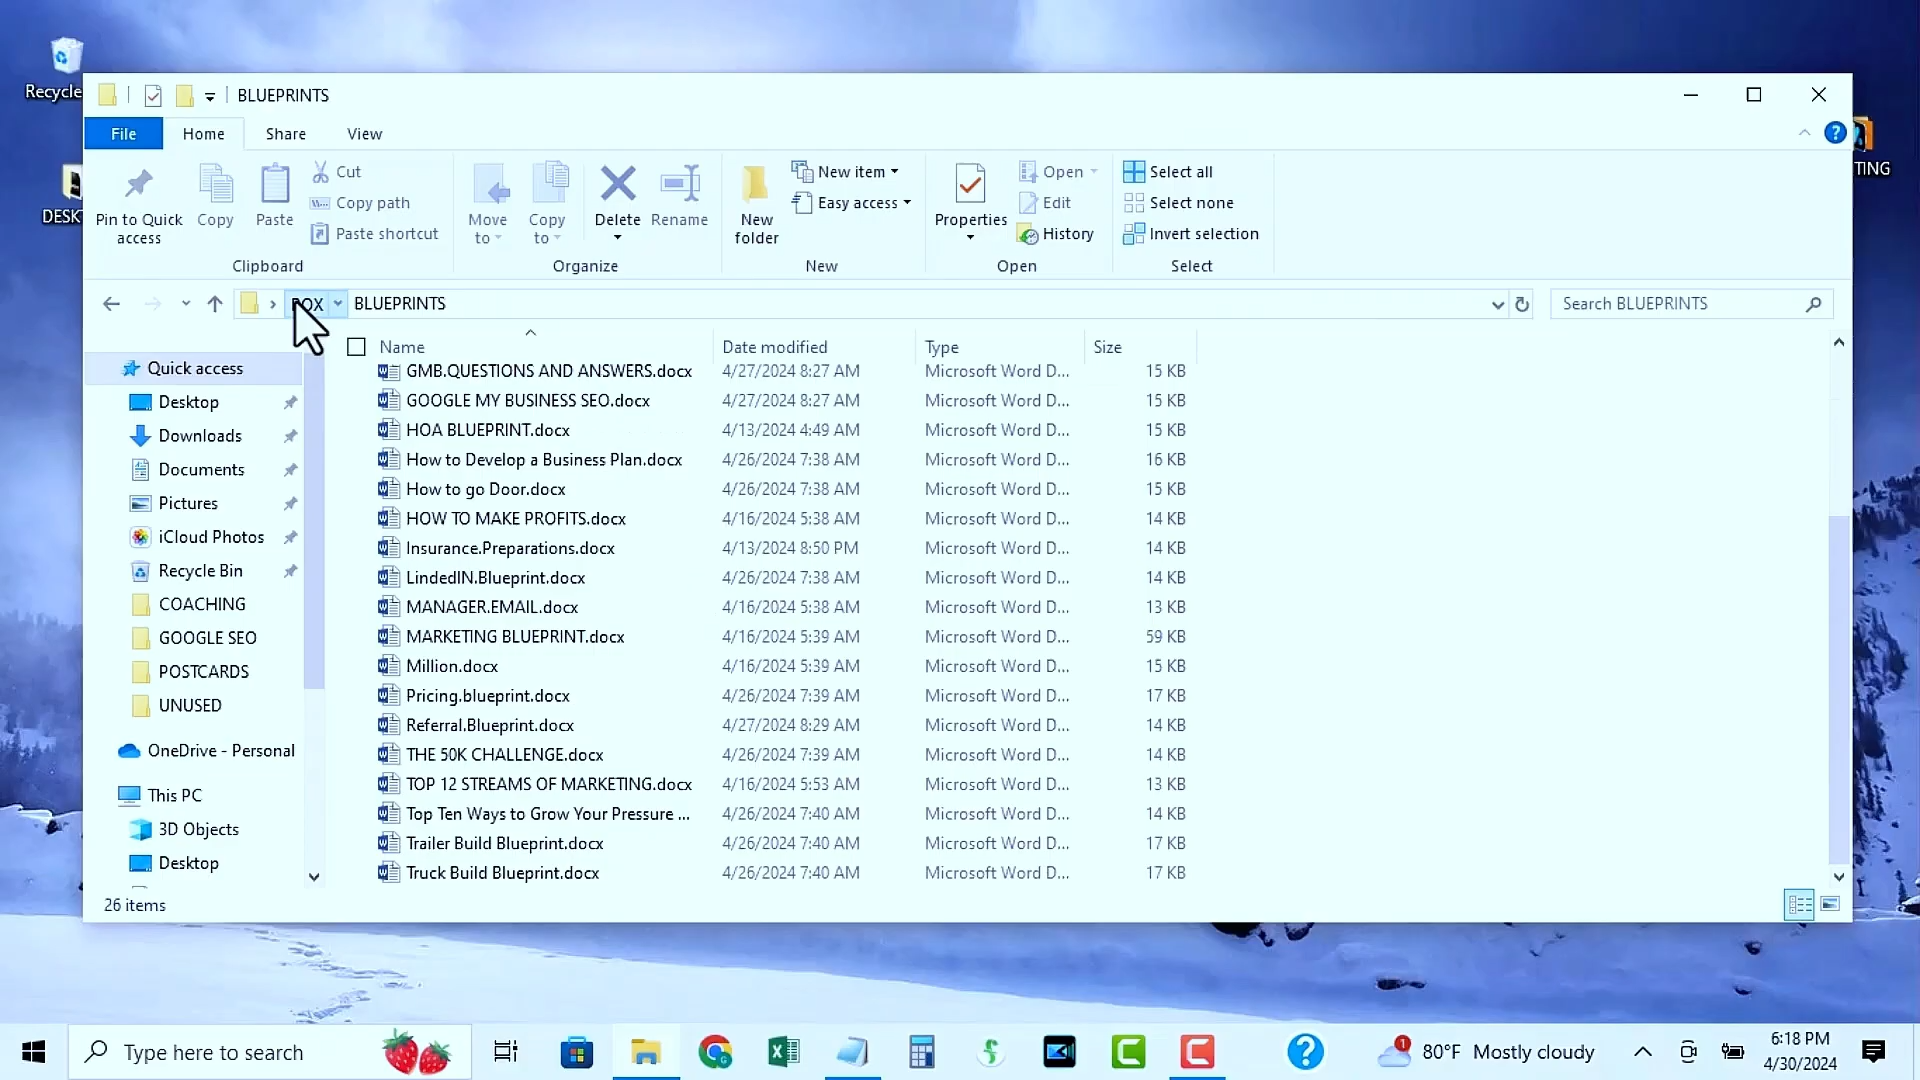 Recycle
DESK
TING
BLUEPRINTS
File
Home
Share
View
Pin to Quick access
Copy
Paste
Cut
Copy path
Paste shortcut
Clipboard
Move to
Copy to
Delete
Rename
Organize
New folder
New item
Easy access
New
Properties
Open
Edit
History
Open
Select all
Select none
Invert selection
Select
BLUEPRINTS
Search BLUEPRINTS
Name
Date modified
Type
Size
GMB.QUESTIONS AND ANSWERS.docx 4/27/2024 8:27 AM Microsoft Word D... 15 KB
GOOGLE MY BUSINESS SEO.docx 4/27/2024 8:27 AM Microsoft Word D... 15 KB
HOA BLUEPRINT.docx 4/13/2024 4:49 AM Microsoft Word D... 15 KB
How to Develop a Business Plan.docx 4/26/2024 7:38 AM Microsoft Word D... 16 KB
How to go Door.docx 4/26/2024 7:38 AM Microsoft Word D... 15 KB
HOW TO MAKE PROFITS.docx 4/16/2024 5:38 AM Microsoft Word D... 14 KB
Insurance.Preparations.docx 4/13/2024 8:50 PM Microsoft Word D... 14 KB
LindedIN.Blueprint.docx 4/26/2024 7:38 AM Microsoft Word D... 14 KB
MANAGER.EMAIL.docx 4/16/2024 5:38 AM Microsoft Word D... 13 KB
MARKETING BLUEPRINT.docx 4/16/2024 5:39 AM Microsoft Word D... 59 KB
Million.docx 4/16/2024 5:39 AM Microsoft Word D... 15 KB
Pricing.blueprint.docx 4/26/2024 7:39 AM Microsoft Word D... 17 KB
Referral.Blueprint.docx 4/27/2024 8:29 AM Microsoft Word D... 14 KB
THE 50K CHALLENGE.docx 4/26/2024 7:39 AM Microsoft Word D... 14 KB
TOP 12 STREAMS OF MARKETING.docx 4/16/2024 5:53 AM Microsoft Word D... 13 KB
Top Ten Ways to Grow Your Pressure ... 4/26/2024 7:40 AM Microsoft Word D... 14 KB
Trailer Build Blueprint.docx 4/26/2024 7:40 AM Microsoft Word D... 17 KB
Truck Build Blueprint.docx 4/26/2024 7:40 AM Microsoft Word D... 17 KB
Quick access
Desktop
Downloads
Documents
Pictures
iCloud Photos
Recycle Bin
COACHING
GOOGLE SEO
POSTCARDS
UNUSED
OneDrive - Personal
This PC
3D Objects
Desktop
26 items
Type here to search
1
80°F Mostly cloudy
6:18 PM
4/30/2024